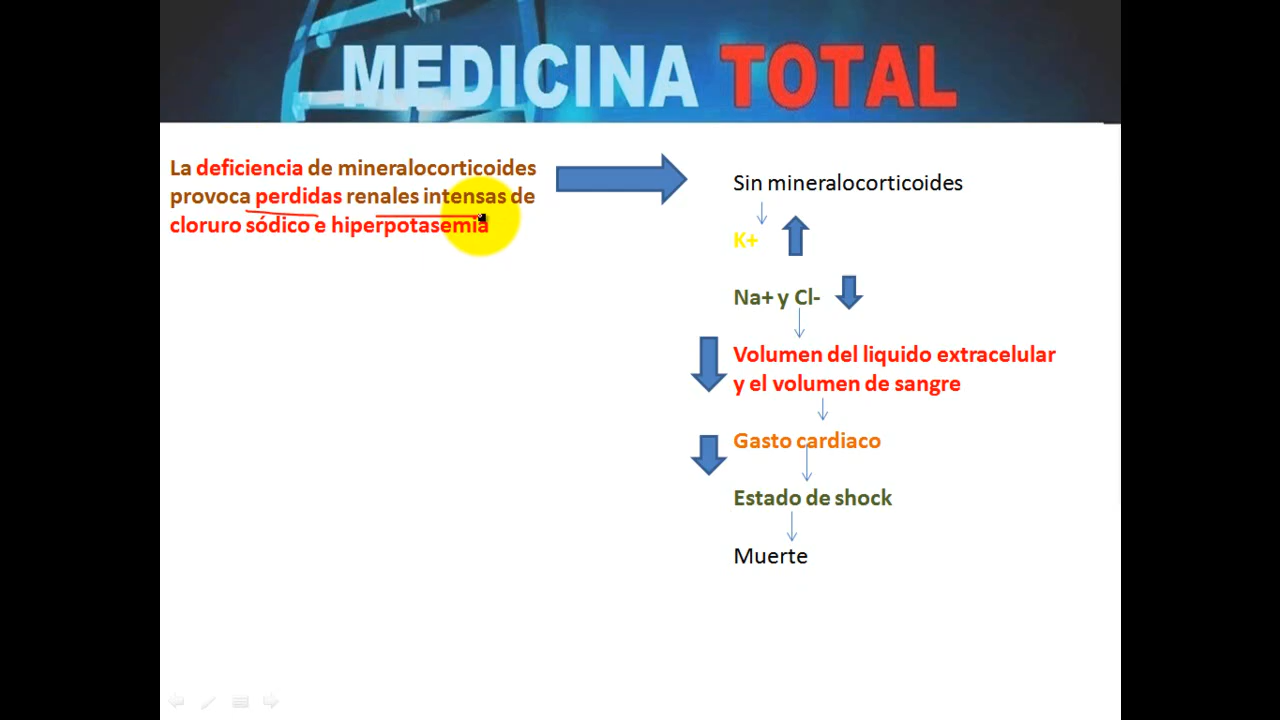 MEDICINA TOTAL
La deficiencia de mineralocorticoides
provoca perdidas renales intensas de
cloruro sódico e hiperpotasemia
Sin mineralocorticoides
K+
Na+ y Cl-
Volumen del liquido extracelular
y el volumen de sangre
Gasto cardiaco
Estado de shock
Muerte